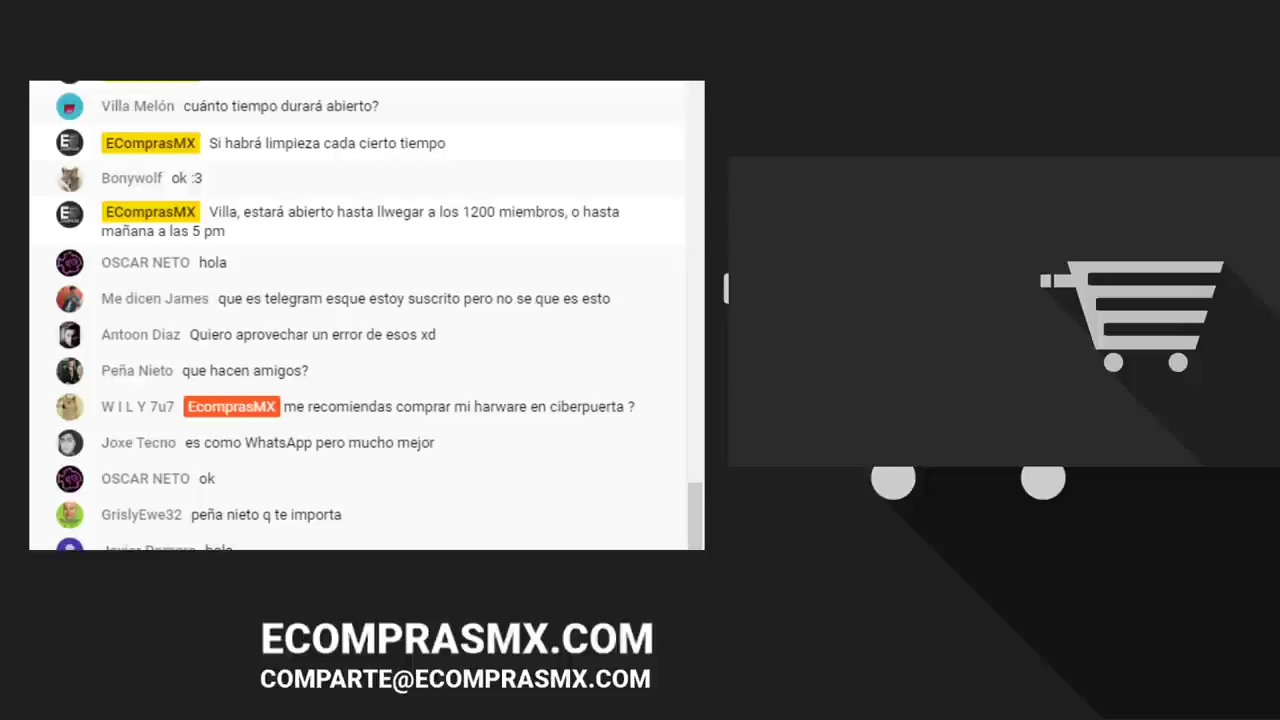 Villa Melón cuánto tiempo durará abierto?
EComprasMX Si habrá limpieza cada cierto tiempo
Bonywolf ok :3
EComprasMX Villa, estará abierto hasta llwegar a los 1200 miembros, o hasta
mañana a las 5 pm
OSCAR NETO hola
Me dicen James que es telegram esque estoy suscrito pero no se que es esto
Antoon Diaz Quiero aprovechar un error de esos xd
Peña Nieto que hacen amigos?
W I L Y 7u7 EcomprasMX me recomiendas comprar mi harware en ciberpuerta ?
Joxe Tecno es como WhatsApp pero mucho mejor
OSCAR NETO ok
GrislyEwe32 peña nieto q te importa
ECOMPRASMX.COM
COMPARTE@ECOMPRASMX.COM